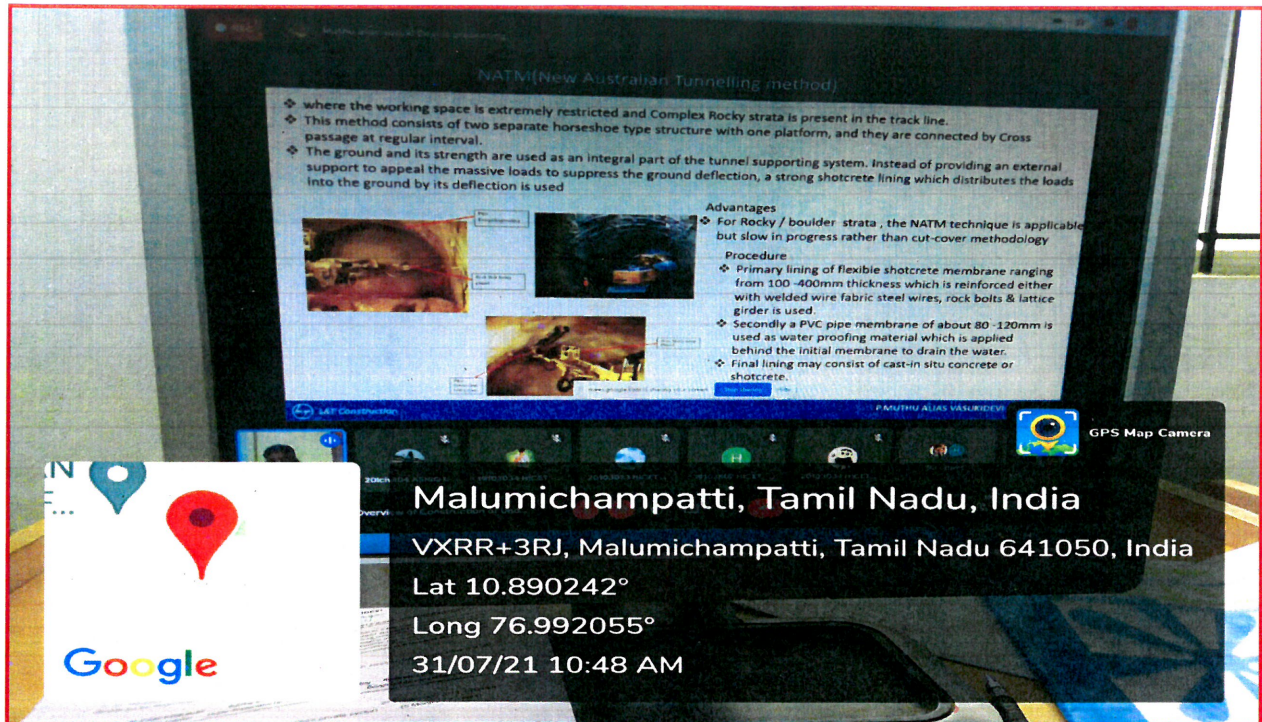 NATM(New Australian Tunnelling method)
❖ where the working space is extremely restricted and Complex Rocky strata is present in the track line.
❖ This method consists of two separate horseshoe type structure with one platform, and they are connected by Cross
passage at regular interval.
❖ The ground and its strength are used as an integral part of the tunnel supporting system. Instead of providing an external
support to appeal the massive loads to suppress the ground deflection, a strong shotcrete lining which distributes the loads
into the ground by its deflection is used
Advantages
❖ For Rocky / boulder strata , the NATM technique is applicable
but slow in progress rather than cut-cover methodology
Procedure
❖ Primary lining of flexible shotcrete membrane ranging
from 100 -400mm thickness which is reinforced either
with welded wire fabric steel wires, rock bolts & lattice
girder is used.
❖ Secondly a PVC pipe membrane of about 80 -120mm is
used as water proofing material which is applied
behind the initial membrane to drain the water.
❖ Final lining may consist of cast-in situ concrete or
shotcrete.
L&T Construction
P.MUTHU ALIAS VASUKIDEVI
GPS Map Camera
H
Google
Malumichampatti, Tamil Nadu, India
VXRR+3RJ, Malumichampatti, Tamil Nadu 641050, India
Lat 10.890242°
Long 76.992055°
31/07/21 10:48 AM